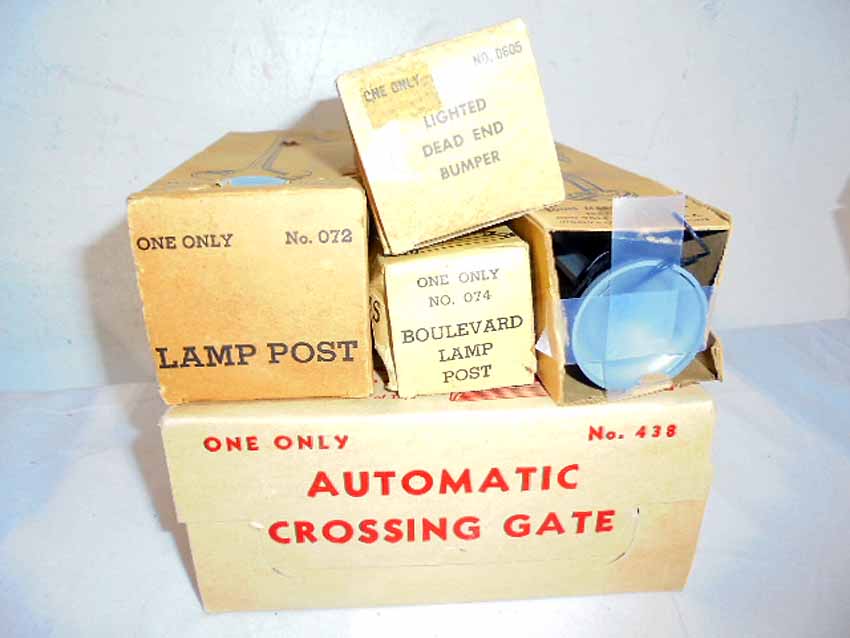 ONE ONLY NO. 0605
LIGHTED
DEAD END
BUMPER
ONE ONLY No. 072
LAMP POST
ONE ONLY
NO. 074
BOULEVARD
LAMP
POST
ONE ONLY No. 438
AUTOMATIC
CROSSING GATE